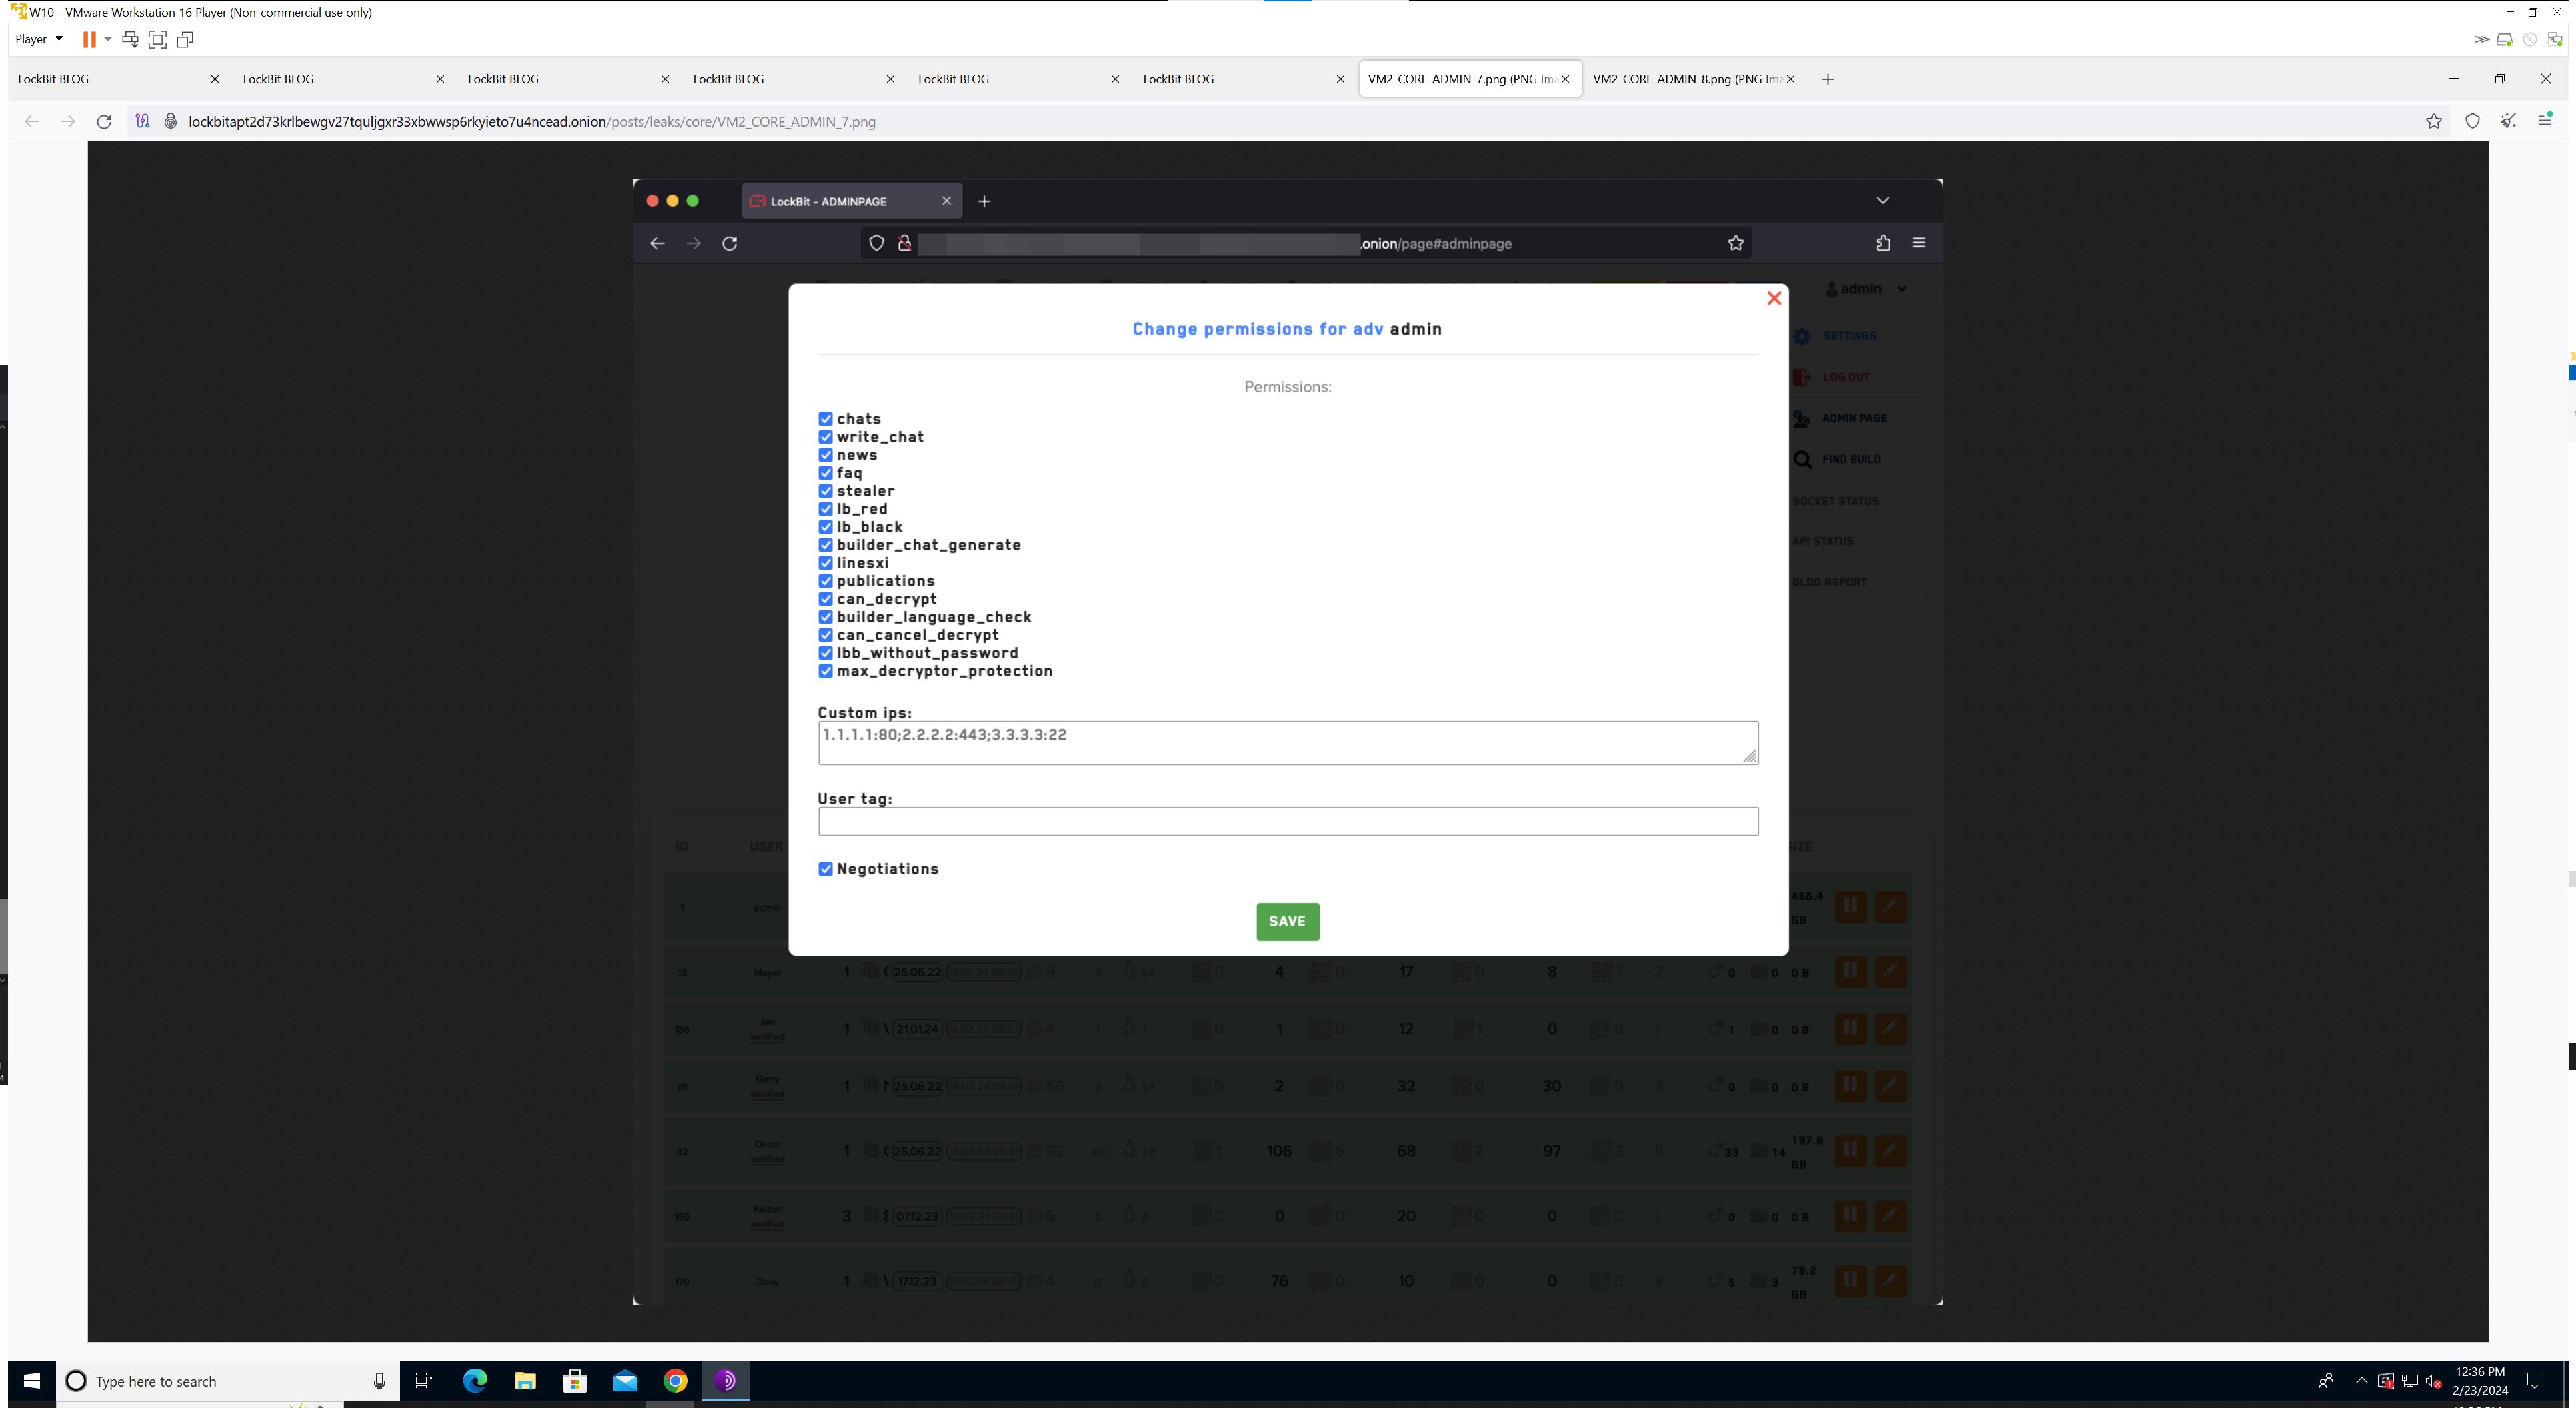 W10 - VMware Workstation 16 Player (Non-commercial use only)
Player
LockBit BLOG
LockBit BLOG
LockBit BLOG
LockBit BLOG
LockBit BLOG
LockBit BLOG
VM2_CORE_ADMIN_7.png (PNG Ima
VM2_CORE_ADMIN_8.png (PNG Ima
lockbitapt2d73krlbewgv27tquljgxr33xbwwsp6rkyieto7u4ncead.onion/posts/leaks/core/VM2_CORE_ADMIN_7.png
LockBit - ADMINPAGE
.onion/page#adminpage
admin
Change permissions for adv admin
SETTINGS
LOG OUT
ADMIN PAGE
FIND BUILD
SOCKET STATUS
API STATUS
BLOG REPORT
Permissions:
chats
write_chat
news
faq
stealer
lb_red
lb_black
builder_chat_generate
linesxi
publications
can_decrypt
builder_language_check
can_cancel_decrypt
lbb_without_password
max_decryptor_protection
Custom ips:
1.1.1.1:80;2.2.2.2:443;3.3.3.3:22
User tag:
Negotiations
SAVE
ID USER
1 admin 466.4 GB
13 Mayor 1 25.06.22 9 2 34 0 4 0 17 0 8 1 2 0 0 0 B
186 Jan verified 1 21.01.24 4 1 1 0 1 0 12 1 0 0 1 1 0 0 B
111 Gerry verified 1 25.06.22 66 3 0 2 0 32 0 30 0 3 0 0 0 B
32 Oscar verified 1 25.06.22 92 23 1 106 6 68 2 97 3 8 33 14 197.6 GB
156 Kelton verified 3 07.12.23 6 0 2 0 0 0 20 0 0 0 1 0 0 0 B
170 Davy 1 17.12.23 4 0 2 0 76 0 10 0 0 0 8 5 3 78.2 GB
Type here to search
12:36 PM
2/23/2024